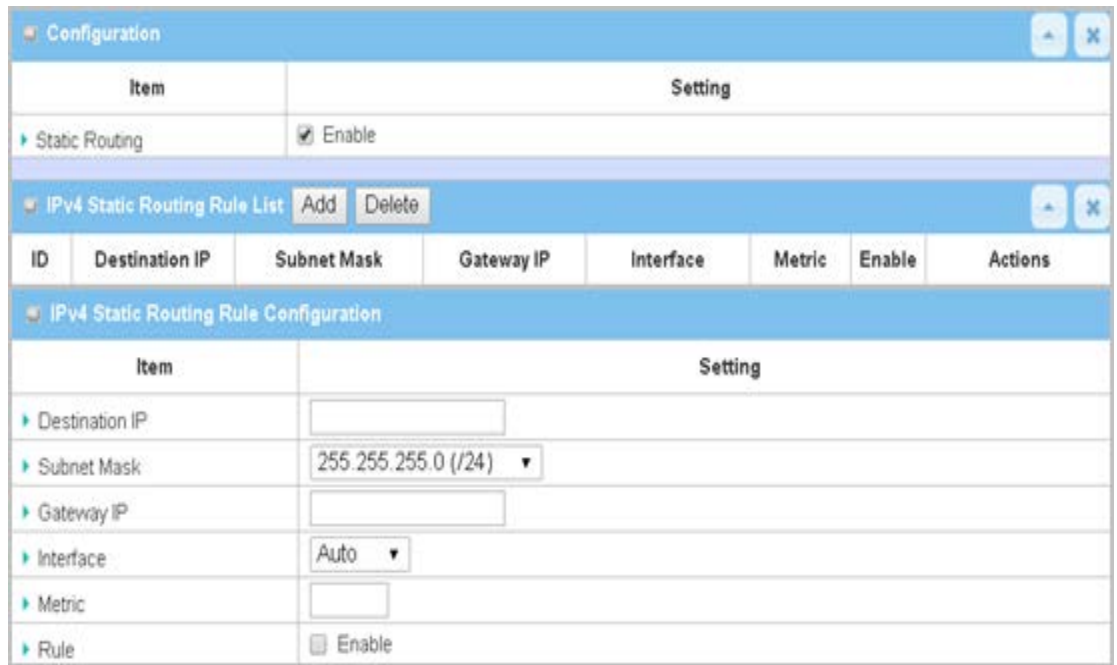 Configuration
Item Setting
Static Routing Enable
IPv4 Static Routing Rule List Add Delete
ID Destination IP Subnet Mask Gateway IP Interface Metric Enable Actions
IPv4 Static Routing Rule Configuration
Item Setting
Destination IP
Subnet Mask 255.255.255.0 (/24)
Gateway IP
Interface Auto
Metric
Rule Enable